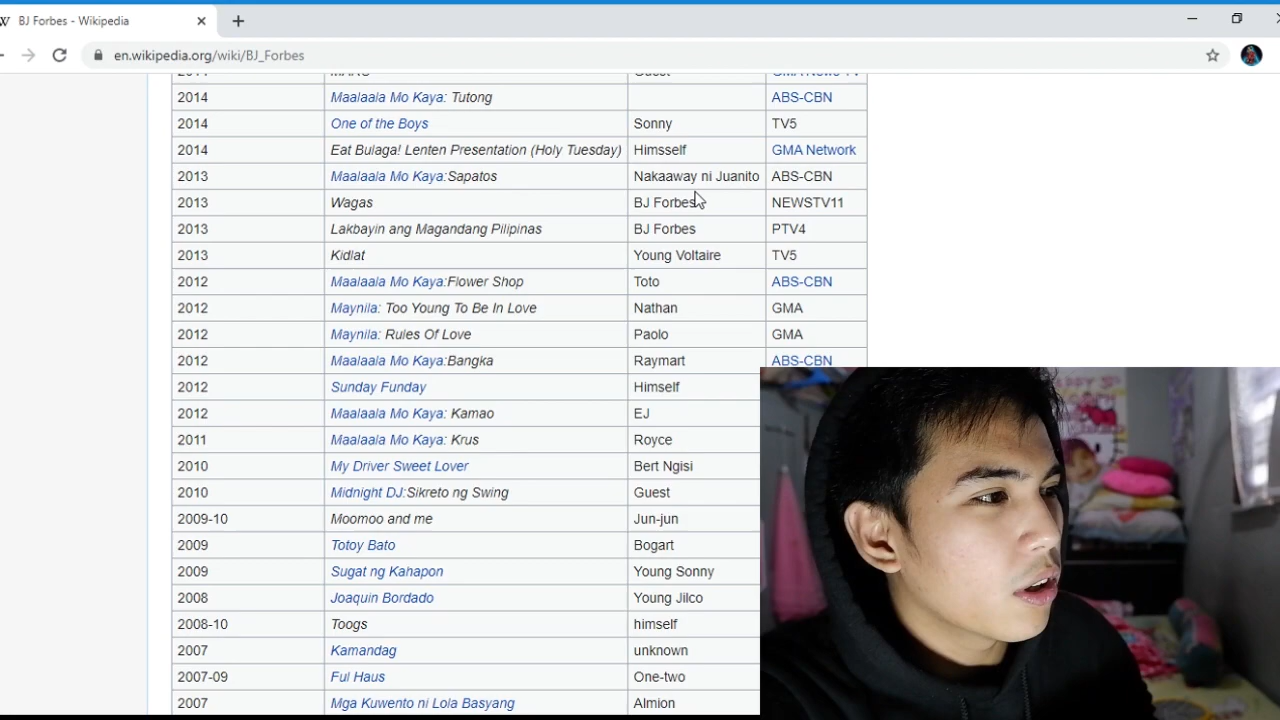 BJ Forbes - Wikipedia
en.wikipedia.org/wiki/BJ_Forbes
2014 Maalaala Mo Kaya: Tutong ABS-CBN
2014 One of the Boys Sonny TV5
2014 Eat Bulaga! Lenten Presentation (Holy Tuesday) Himsself GMA Network
2013 Maalaala Mo Kaya:Sapatos Nakaaway ni Juanito ABS-CBN
2013 Wagas BJ Forbes NEWSTV11
2013 Lakbayin ang Magandang Pilipinas BJ Forbes PTV4
2013 Kidlat Young Voltaire TV5
2012 Maalaala Mo Kaya:Flower Shop Toto ABS-CBN
2012 Maynila: Too Young To Be In Love Nathan GMA
2012 Maynila: Rules Of Love Paolo GMA
2012 Maalaala Mo Kaya:Bangka Raymart ABS-CBN
2012 Sunday Funday Himself
2012 Maalaala Mo Kaya: Kamao EJ
2011 Maalaala Mo Kaya: Krus Royce
2010 My Driver Sweet Lover Bert Ngisi
2010 Midnight DJ:Sikreto ng Swing Guest
2009-10 Moomoo and me Jun-jun
2009 Totoy Bato Bogart
2009 Sugat ng Kahapon Young Sonny
2008 Joaquin Bordado Young Jilco
2008-10 Toogs himself
2007 Kamandag unknown
2007-09 Ful Haus One-two
2007 Mga Kuwento ni Lola Basyang Almion